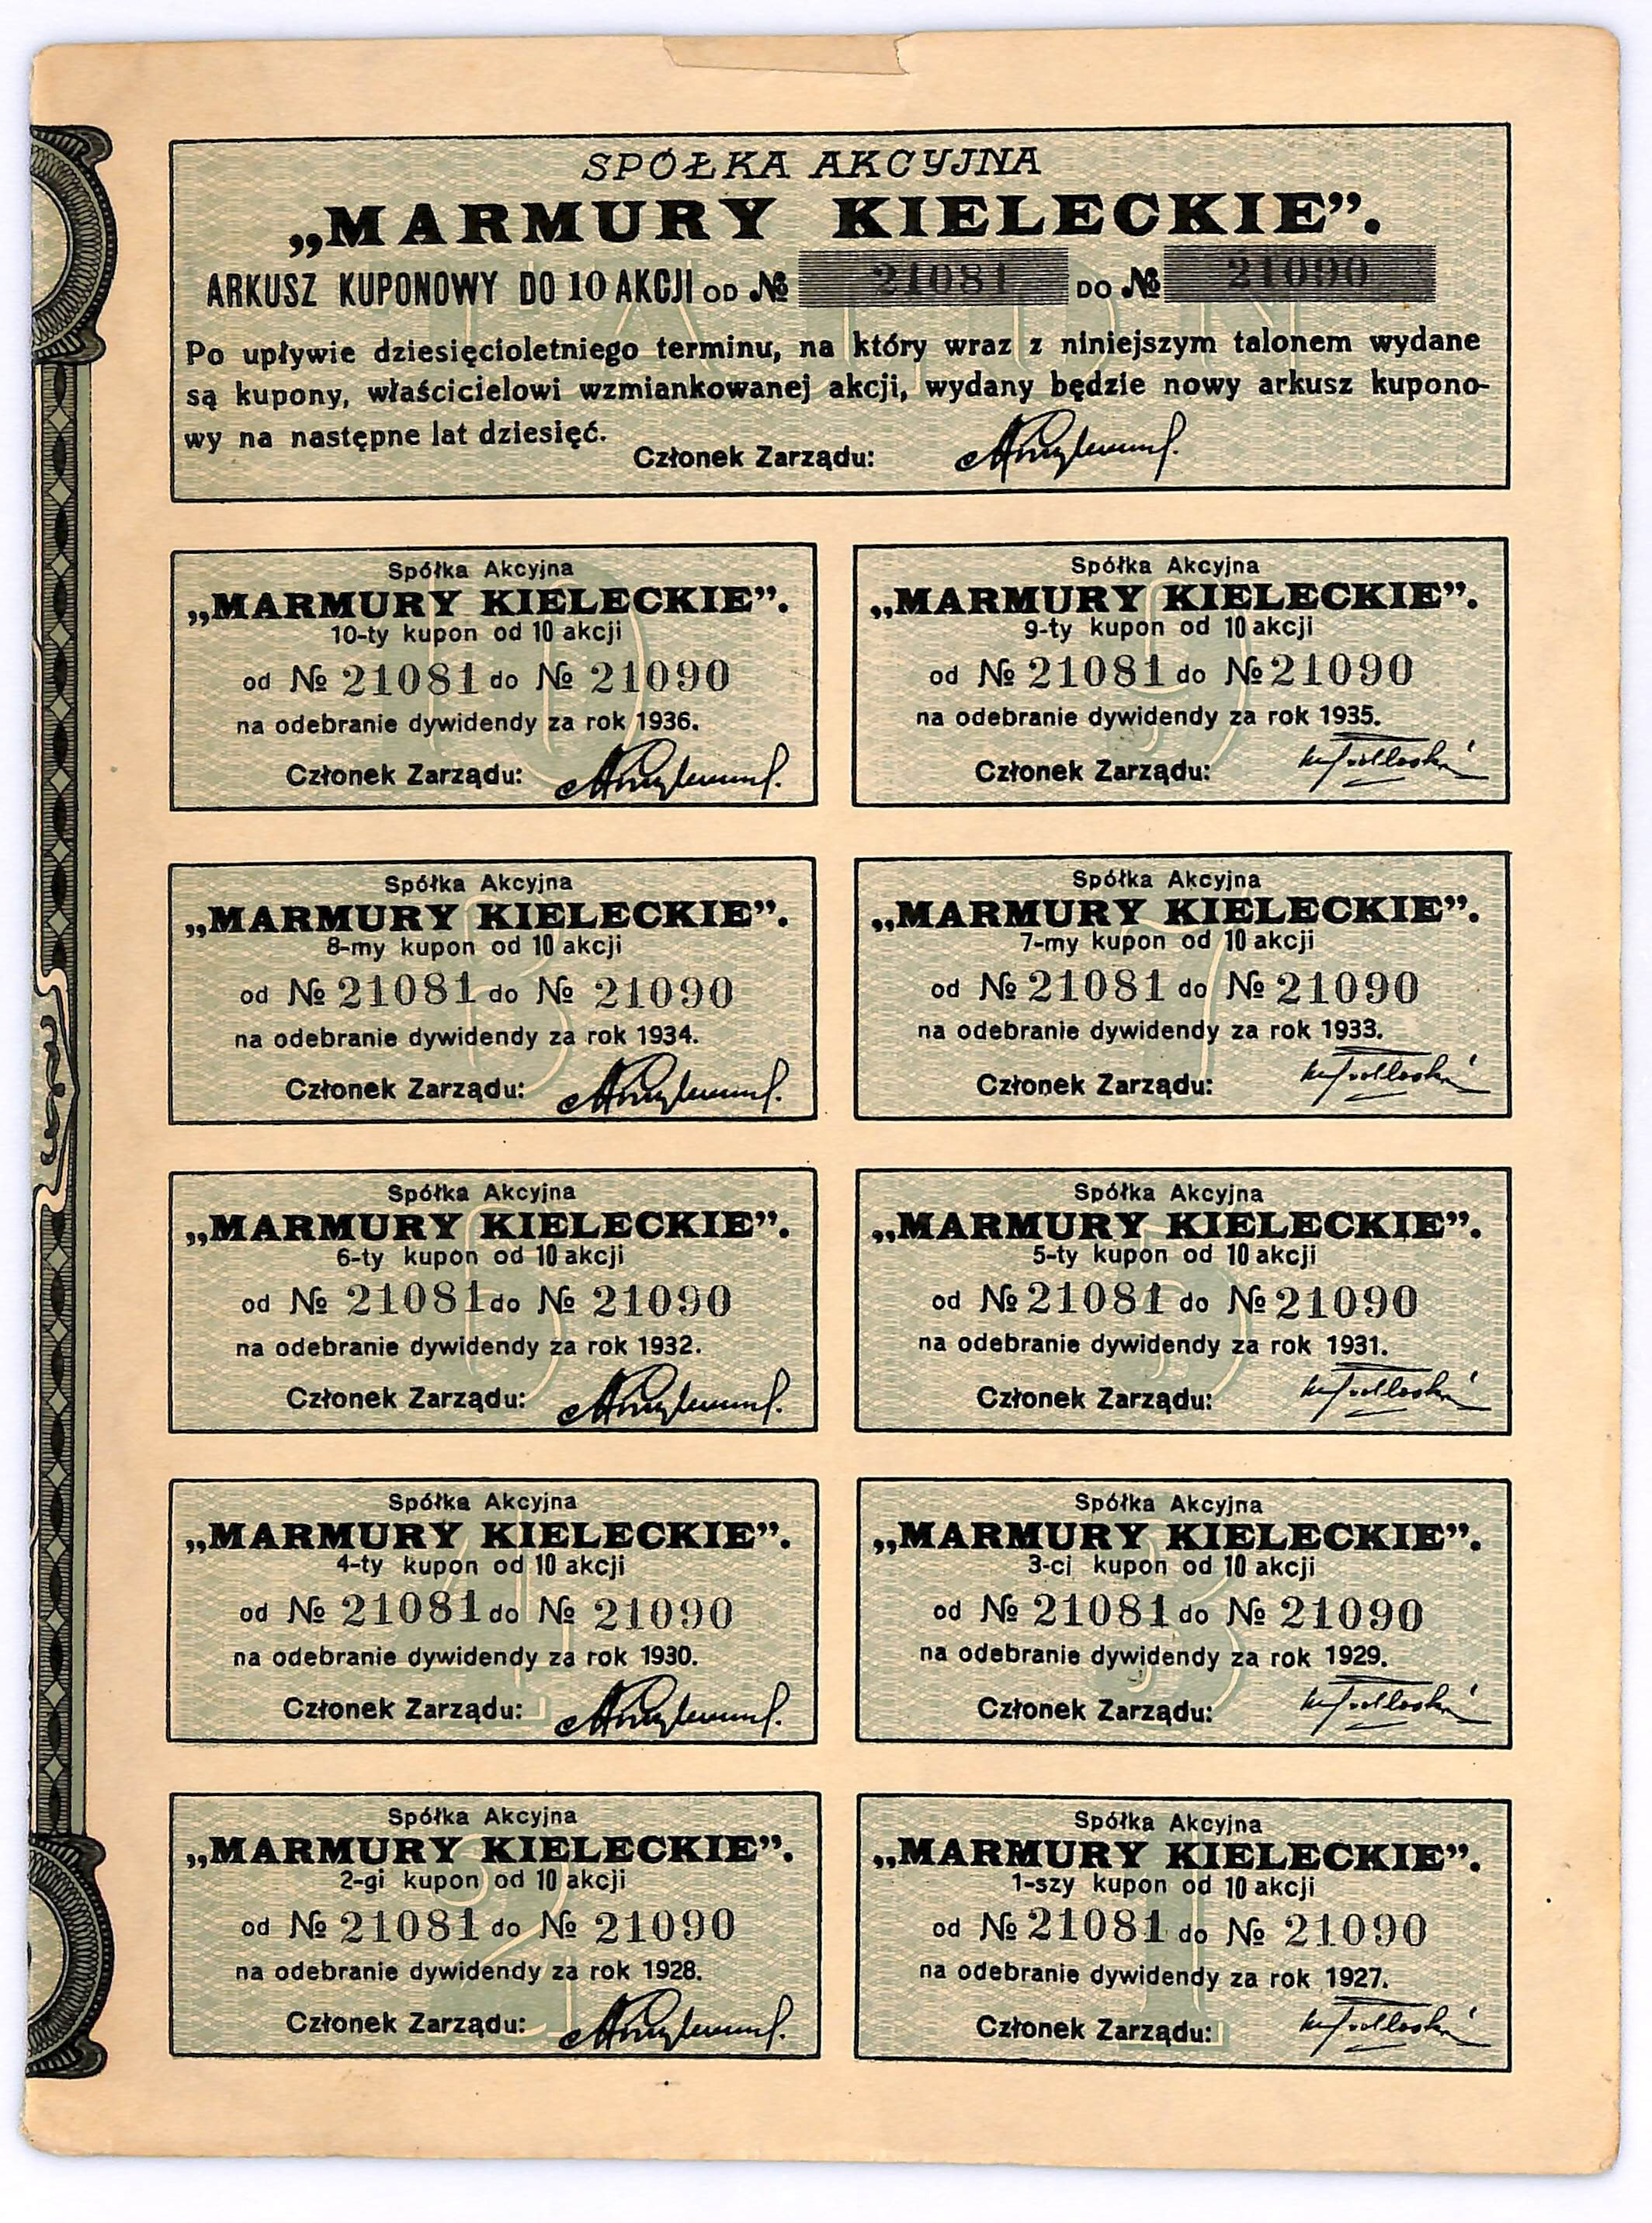 SPÓŁKA AKCYJNA
„MARMURY KIELECKIE”.
ARKUSZ KUPONOWY DO 10 AKCJI OD № 21081 DO № 21090
TALON
Po upływie dziesięcioletniego terminu, na który wraz z niniejszym talonem wydane
są kupony, właścicielowi wzmiankowanej akcji, wydany będzie nowy arkusz kupono-
wy na następne lat dziesięć.
Członek Zarządu:
Spółka Akcyjna
„MARMURY KIELECKIE”.
10-ty kupon od 10 akcji
od № 21081 do № 21090
na odebranie dywidendy za rok 1936.
Członek Zarządu:
10
Spółka Akcyjna
„MARMURY KIELECKIE”.
9-ty kupon od 10 akcji
od № 21081 do № 21090
na odebranie dywidendy za rok 1935.
Członek Zarządu:
9
Spółka Akcyjna
„MARMURY KIELECKIE”.
8-my kupon od 10 akcji
od № 21081 do № 21090
na odebranie dywidendy za rok 1934.
Członek Zarządu:
8
Spółka Akcyjna
„MARMURY KIELECKIE”.
7-my kupon od 10 akcji
od № 21081 do № 21090
na odebranie dywidendy za rok 1933.
Członek Zarządu:
7
Spółka Akcyjna
„MARMURY KIELECKIE”.
6-ty kupon od 10 akcji
od № 21081 do № 21090
na odebranie dywidendy za rok 1932.
Członek Zarządu:
6
Spółka Akcyjna
„MARMURY KIELECKIE”.
5-ty kupon od 10 akcji
od № 21081 do № 21090
na odebranie dywidendy za rok 1931.
Członek Zarządu:
5
Spółka Akcyjna
„MARMURY KIELECKIE”.
4-ty kupon od 10 akcji
od № 21081 do № 21090
na odebranie dywidendy za rok 1930.
Członek Zarządu:
4
Spółka Akcyjna
„MARMURY KIELECKIE”.
3-ci kupon od 10 akcji
od № 21081 do № 21090
na odebranie dywidendy za rok 1929.
Członek Zarządu:
3
Spółka Akcyjna
„MARMURY KIELECKIE”.
2-gi kupon od 10 akcji
od № 21081 do № 21090
na odebranie dywidendy za rok 1928.
Członek Zarządu:
2
Spółka Akcyjna
„MARMURY KIELECKIE”.
1-szy kupon od 10 akcji
od № 21081 do № 21090
na odebranie dywidendy za rok 1927.
Członek Zarządu:
1